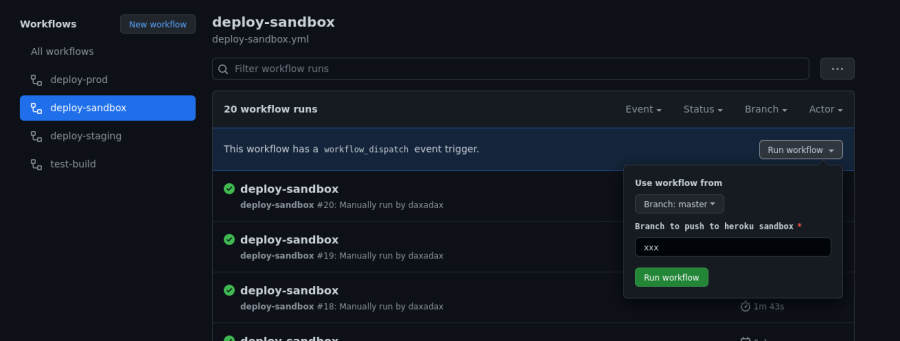 Workflows
New workflow
All workflows
deploy-prod
deploy-sandbox
deploy-staging
test-build
deploy-sandbox
deploy-sandbox.yml
Filter workflow runs
20 workflow runs
Event
Status
Branch
Actor
This workflow has a workflow_dispatch event trigger.
Run workflow
Use workflow from
Branch: master
Branch to push to heroku sandbox *
xxx
Run workflow
deploy-sandbox
deploy-sandbox #20: Manually run by daxadax
deploy-sandbox
deploy-sandbox #19: Manually run by daxadax
deploy-sandbox
deploy-sandbox #18: Manually run by daxadax
1m 43s
deploy-sandbox